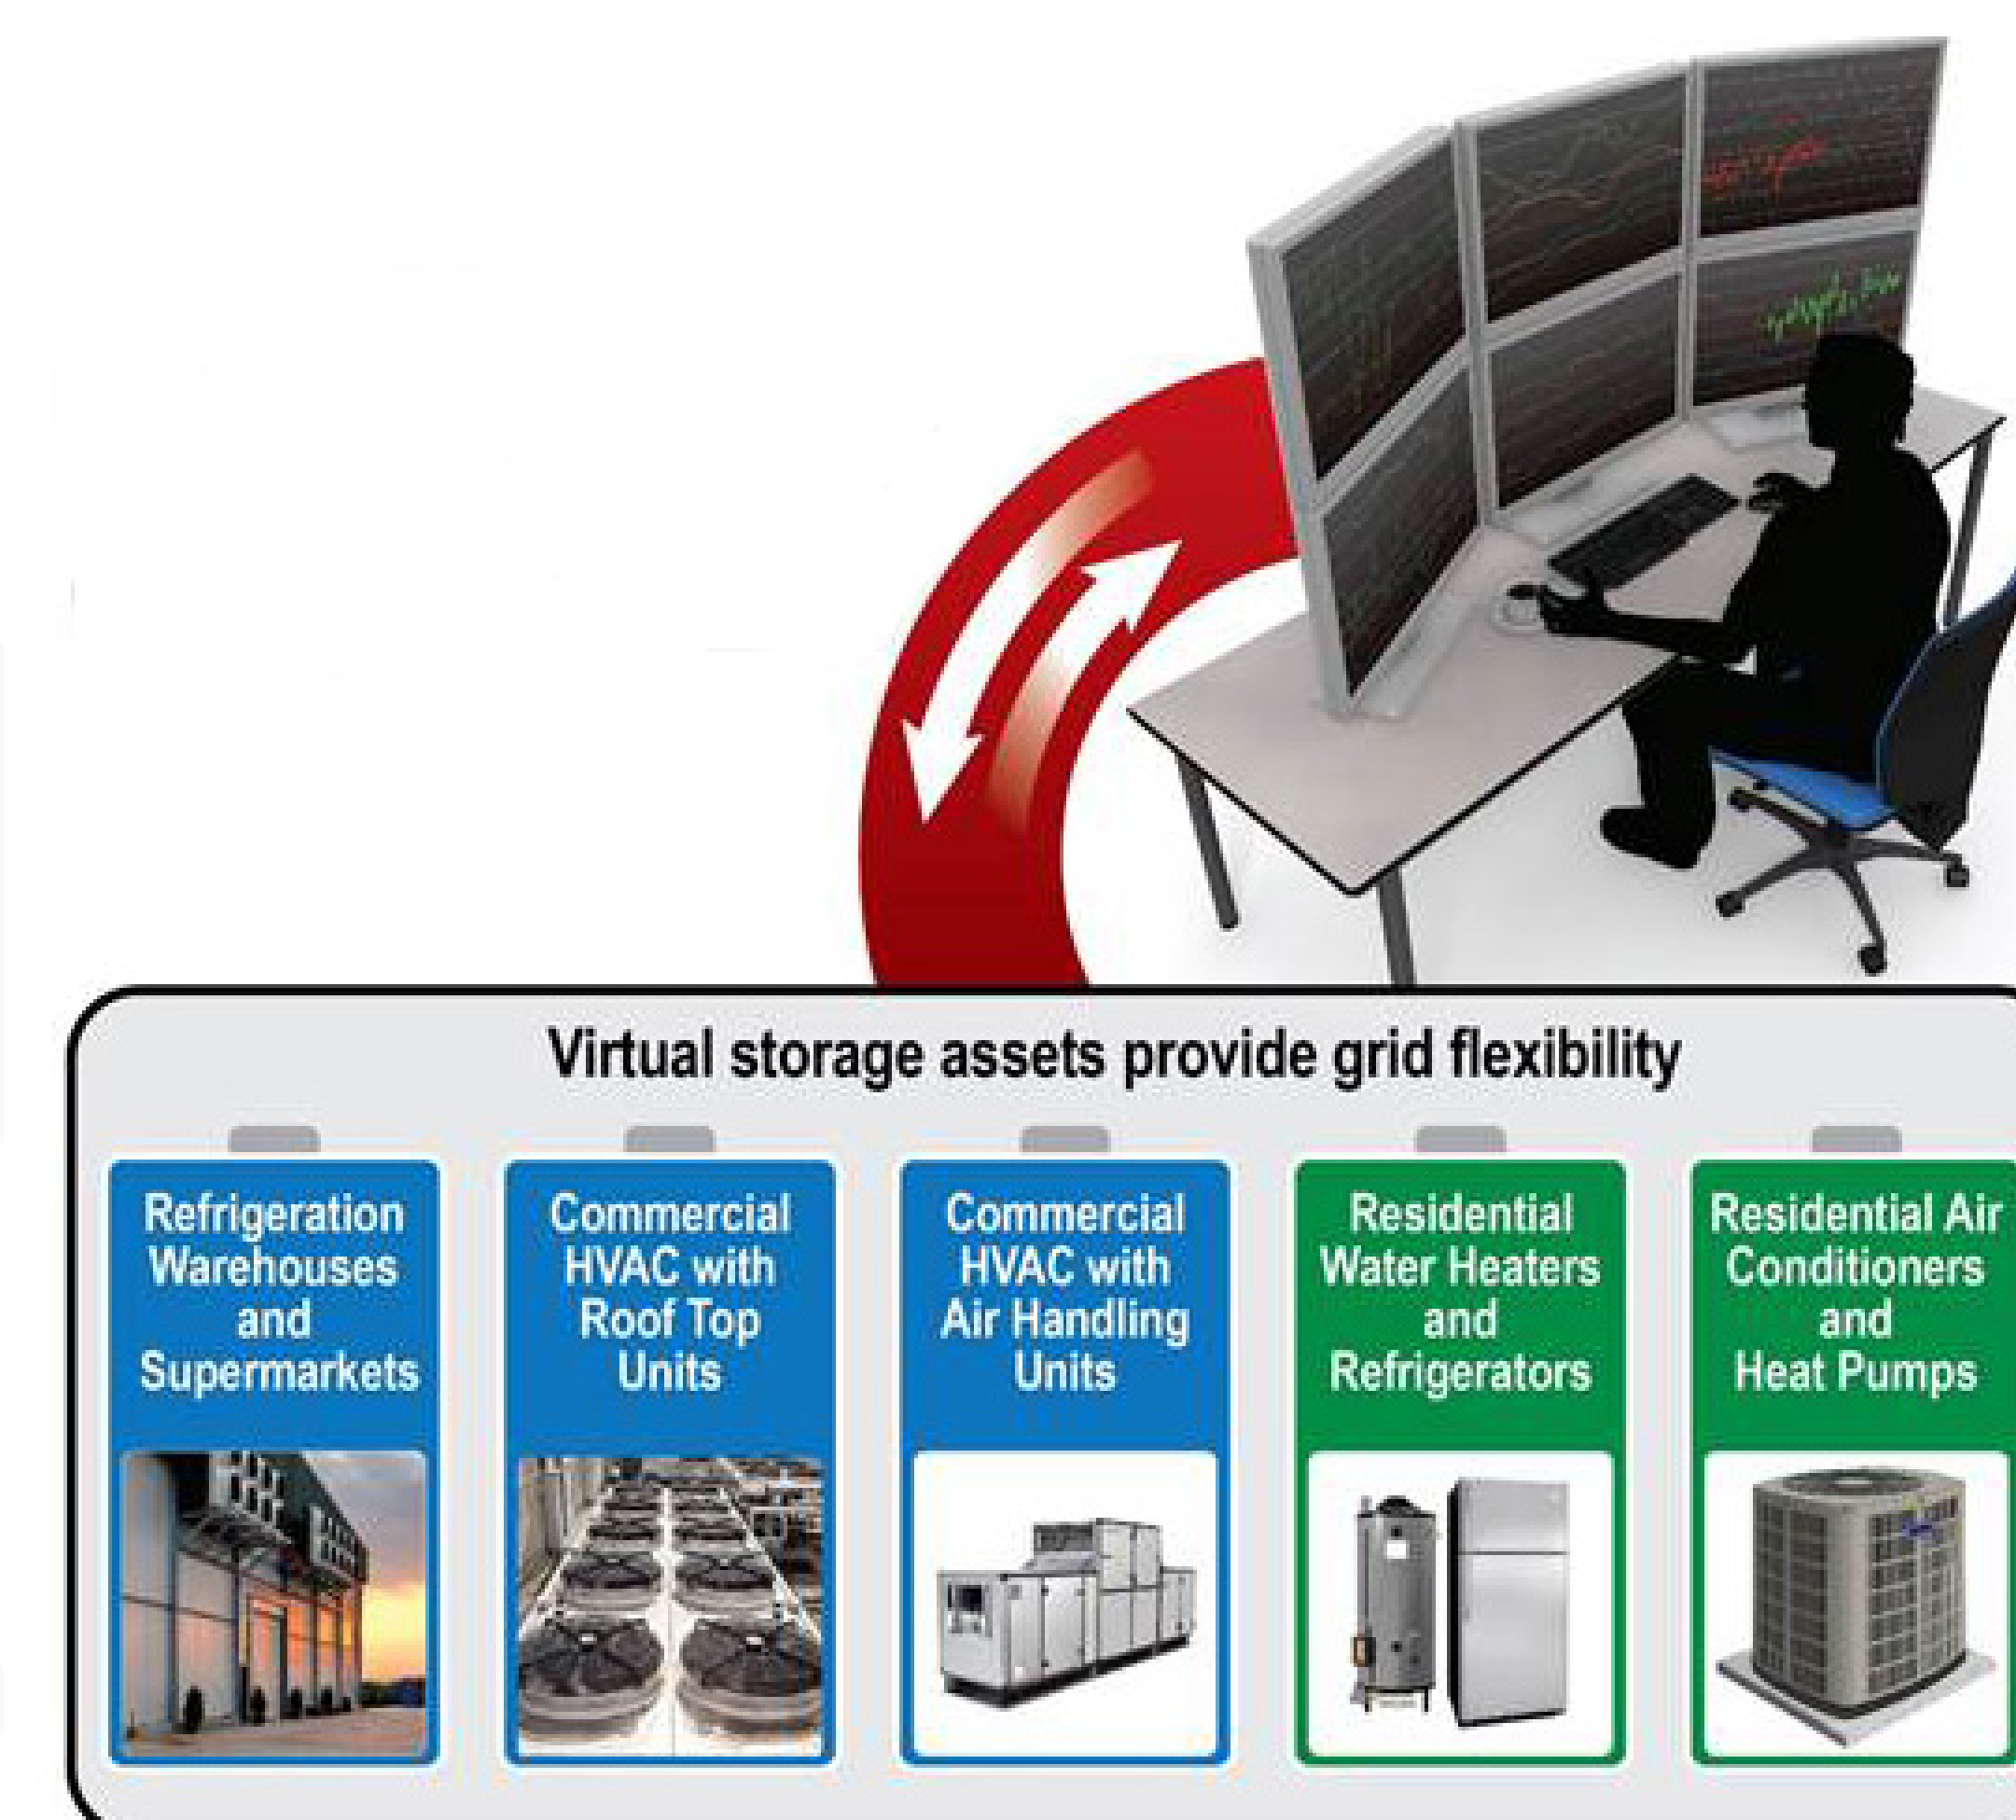 Virtual storage assets provide grid flexibility
Refrigeration
Warehouses
and
Supermarkets
Commercial
HVAC with
Roof Top
Units
Commercial
HVAC with
Air Handling
Units
Residential
Water Heaters
and
Refrigerators
Residential Air
Conditioners
and
Heat Pumps